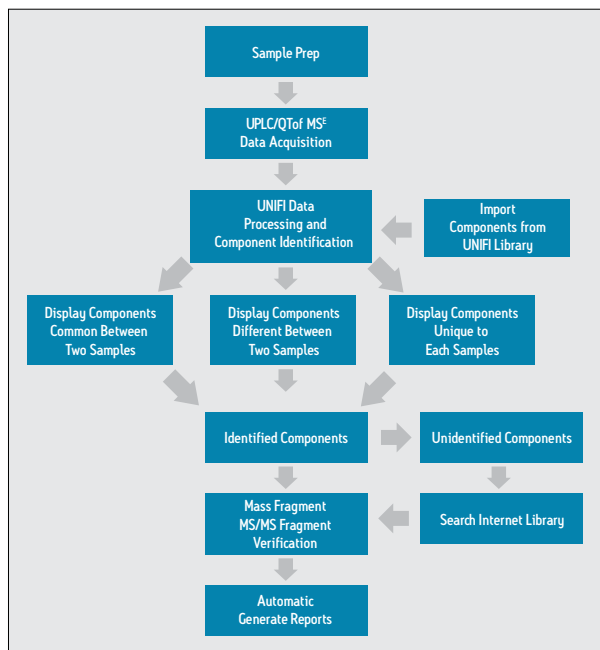 Sample Prep
UPLC/QTof MSᴱ
Data Acquisition
UNIFI Data
Processing and
Component Identification
Import
Components from
UNIFI Library
Display Components
Common Between
Two Samples
Display Components
Different Between
Two Samples
Display Components
Unique to
Each Samples
Identified Components
Unidentified Components
Mass Fragment
MS/MS Fragment
Verification
Search Internet Library
Automatic
Generate Reports